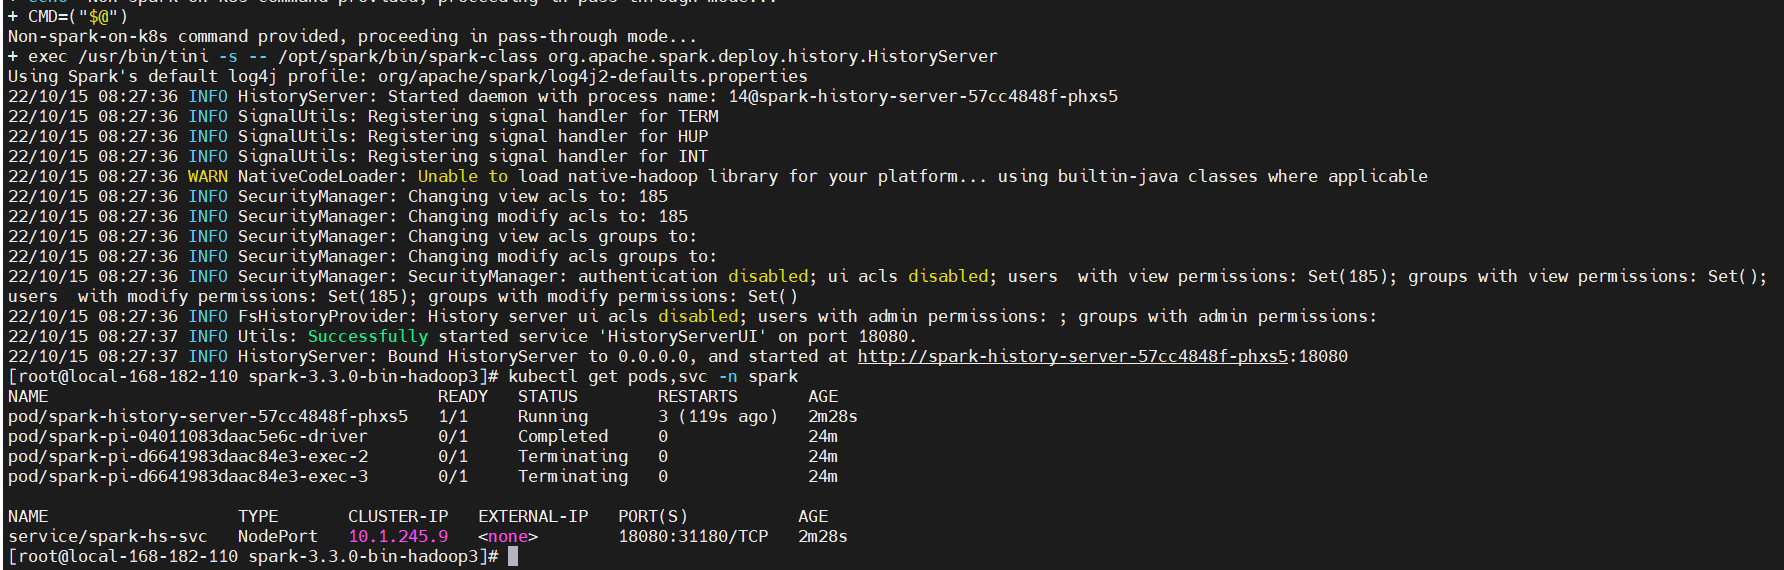 + echo 'Non-spark-on-k8s command provided, proceeding in pass-through mode...'
+ CMD=("$@")
Non-spark-on-k8s command provided, proceeding in pass-through mode...
+ exec /usr/bin/tini -s -- /opt/spark/bin/spark-class org.apache.spark.deploy.history.HistoryServer
Using Spark's default log4j profile: org/apache/spark/log4j2-defaults.properties
22/10/15 08:27:36 INFO HistoryServer: Started daemon with process name: 14@spark-history-server-57cc4848f-phxs5
22/10/15 08:27:36 INFO SignalUtils: Registering signal handler for TERM
22/10/15 08:27:36 INFO SignalUtils: Registering signal handler for HUP
22/10/15 08:27:36 INFO SignalUtils: Registering signal handler for INT
22/10/15 08:27:36 WARN NativeCodeLoader: Unable to load native-hadoop library for your platform... using builtin-java classes where applicable
22/10/15 08:27:36 INFO SecurityManager: Changing view acls to: 185
22/10/15 08:27:36 INFO SecurityManager: Changing modify acls to: 185
22/10/15 08:27:36 INFO SecurityManager: Changing view acls groups to:
22/10/15 08:27:36 INFO SecurityManager: Changing modify acls groups to:
22/10/15 08:27:36 INFO SecurityManager: SecurityManager: authentication disabled; ui acls disabled; users  with view permissions: Set(185); groups with view permissions: Set();
users  with modify permissions: Set(185); groups with modify permissions: Set()
22/10/15 08:27:36 INFO FsHistoryProvider: History server ui acls disabled; users with admin permissions: ; groups with admin permissions:
22/10/15 08:27:37 INFO Utils: Successfully started service 'HistoryServerUI' on port 18080.
22/10/15 08:27:37 INFO HistoryServer: Bound HistoryServer to 0.0.0.0, and started at http://spark-history-server-57cc4848f-phxs5:18080
[root@local-168-182-110 spark-3.3.0-bin-hadoop3]# kubectl get pods,svc -n spark
NAME READY STATUS RESTARTS AGE
pod/spark-history-server-57cc4848f-phxs5 1/1 Running 3 (119s ago) 2m28s
pod/spark-pi-04011083daac5e6c-driver 0/1 Completed 0 24m
pod/spark-pi-d6641983daac84e3-exec-2 0/1 Terminating 0 24m
pod/spark-pi-d6641983daac84e3-exec-3 0/1 Terminating 0 24m
NAME TYPE CLUSTER-IP EXTERNAL-IP PORT(S) AGE
service/spark-hs-svc NodePort 10.1.245.9 <none> 18080:31180/TCP 2m28s
[root@local-168-182-110 spark-3.3.0-bin-hadoop3]#